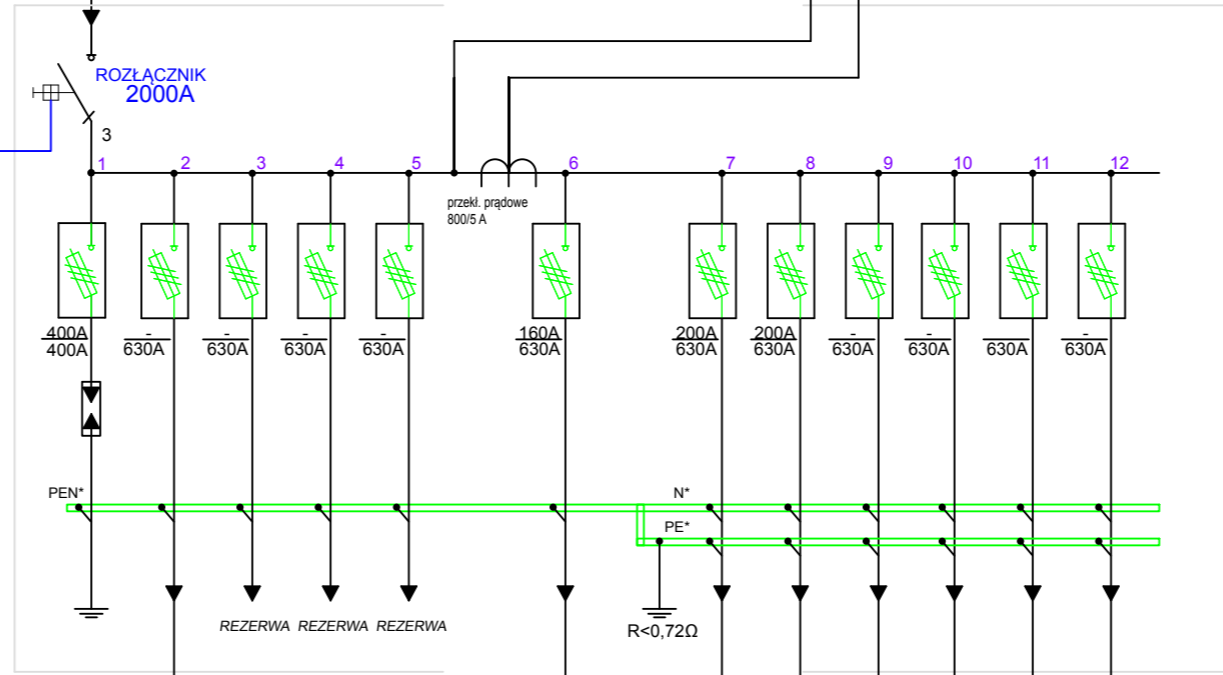 ROZŁĄCZNIK
2000A
3
1 2 3 4 5 6 7 8 9 10 11 12
przekł. prądowe
800/5 A
400A - - - - 160A 200A 200A - - - -
400A 630A 630A 630A 630A 630A 630A 630A 630A 630A 630A 630A
PEN* N*
PE*
REZERWA REZERWA REZERWA R<0,72Ω